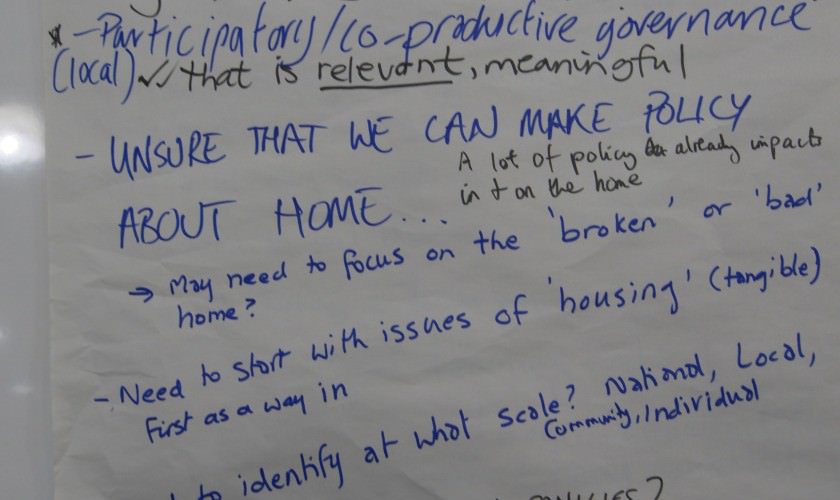 * - Participatory/co-productive governance
(local) ✓✓ that is relevant, meaningful
- UNSURE THAT WE CAN MAKE POLICY
A lot of policy already impacts
in + on the home
ABOUT HOME...
→ May need to focus on the 'broken' or 'bad'
home?
- Need to start with issues of 'housing' (tangible)
first as a way in
to identify at what scale? National, Local,
Community, Individual